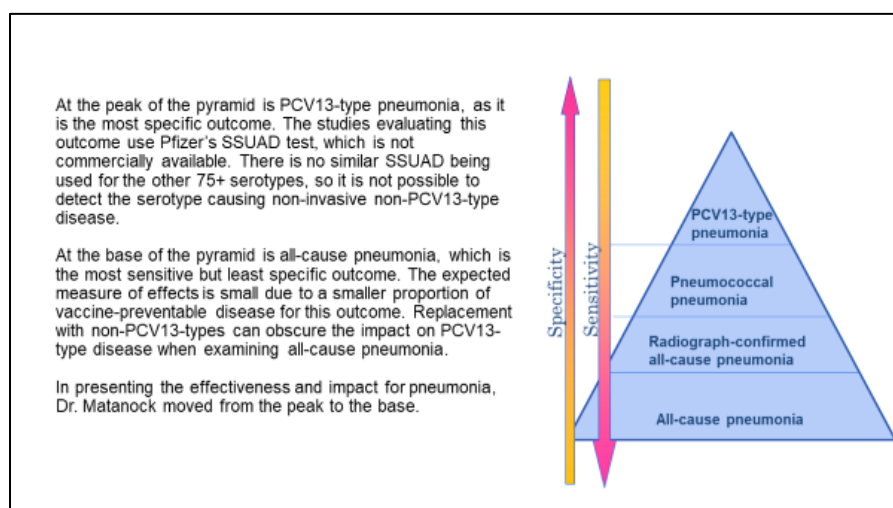 At the peak of the pyramid is PCV13-type pneumonia, as it
is the most specific outcome. The studies evaluating this
outcome use Pfizer's SSUAD test, which is not
commercially available. There is no similar SSUAD being
used for the other 75+ serotypes, so it is not possible to
detect the serotype causing non-invasive non-PCV13-type
disease.
At the base of the pyramid is all-cause pneumonia, which is
the most sensitive but least specific outcome. The expected
measure of effects is small due to a smaller proportion of
vaccine-preventable disease for this outcome. Replacement
with non-PCV13-types can obscure the impact on PCV13-
type disease when examining all-cause pneumonia.
In presenting the effectiveness and impact for pneumonia,
Dr. Matanock moved from the peak to the base.
Specificity
Sensitivity
PCV13-type
pneumonia
Pneumococcal
pneumonia
Radiograph-confirmed
all-cause pneumonia
All-cause pneumonia